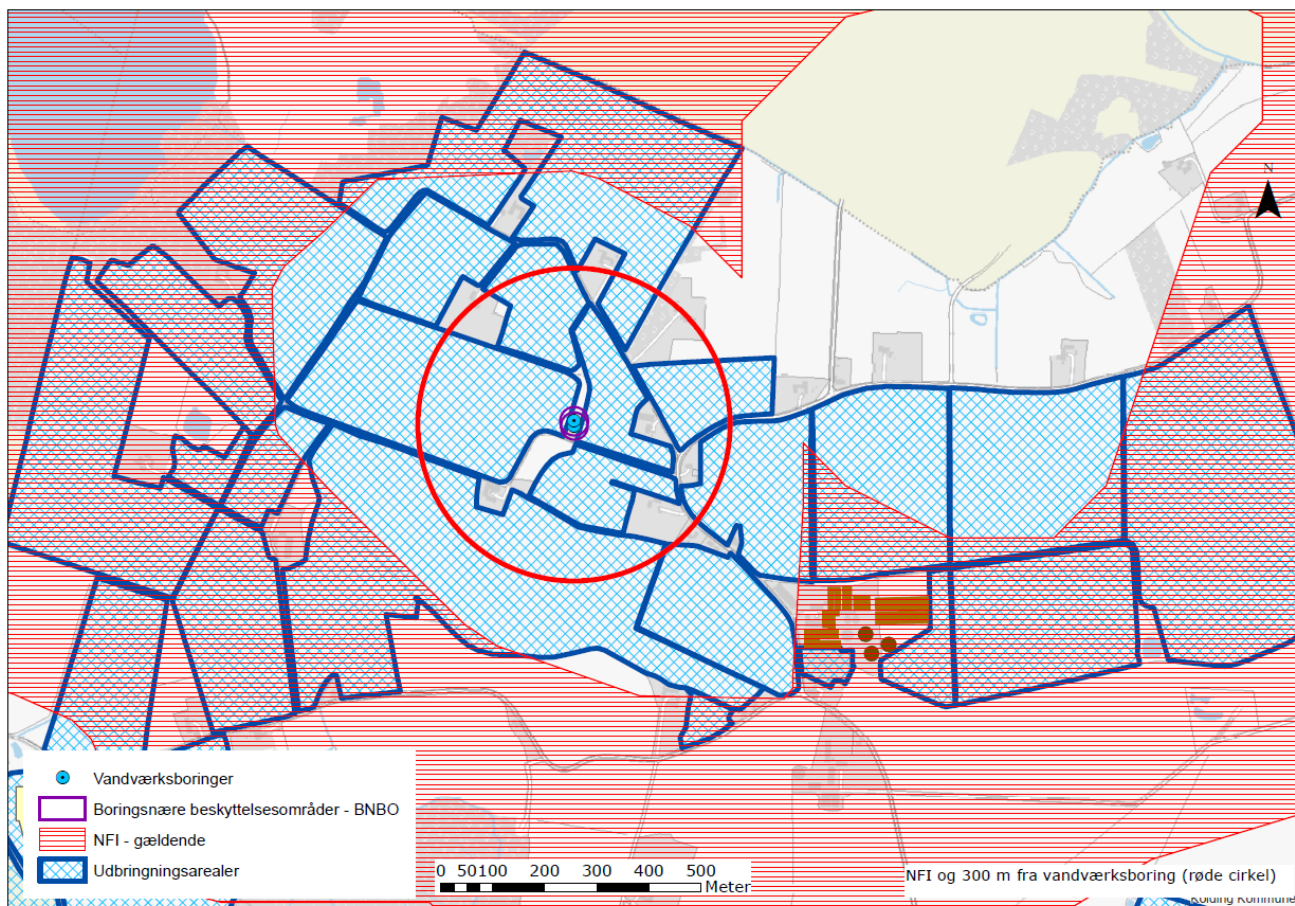 N
Vandværksboringer
Boringsnære beskyttelsesområder - BNBO
NFI - gældende
Udbringningsarealer
0 50100 200 300 400 500
Meter
NFI og 300 m fra vandværksboring (røde cirkel)
Kolding Kommune